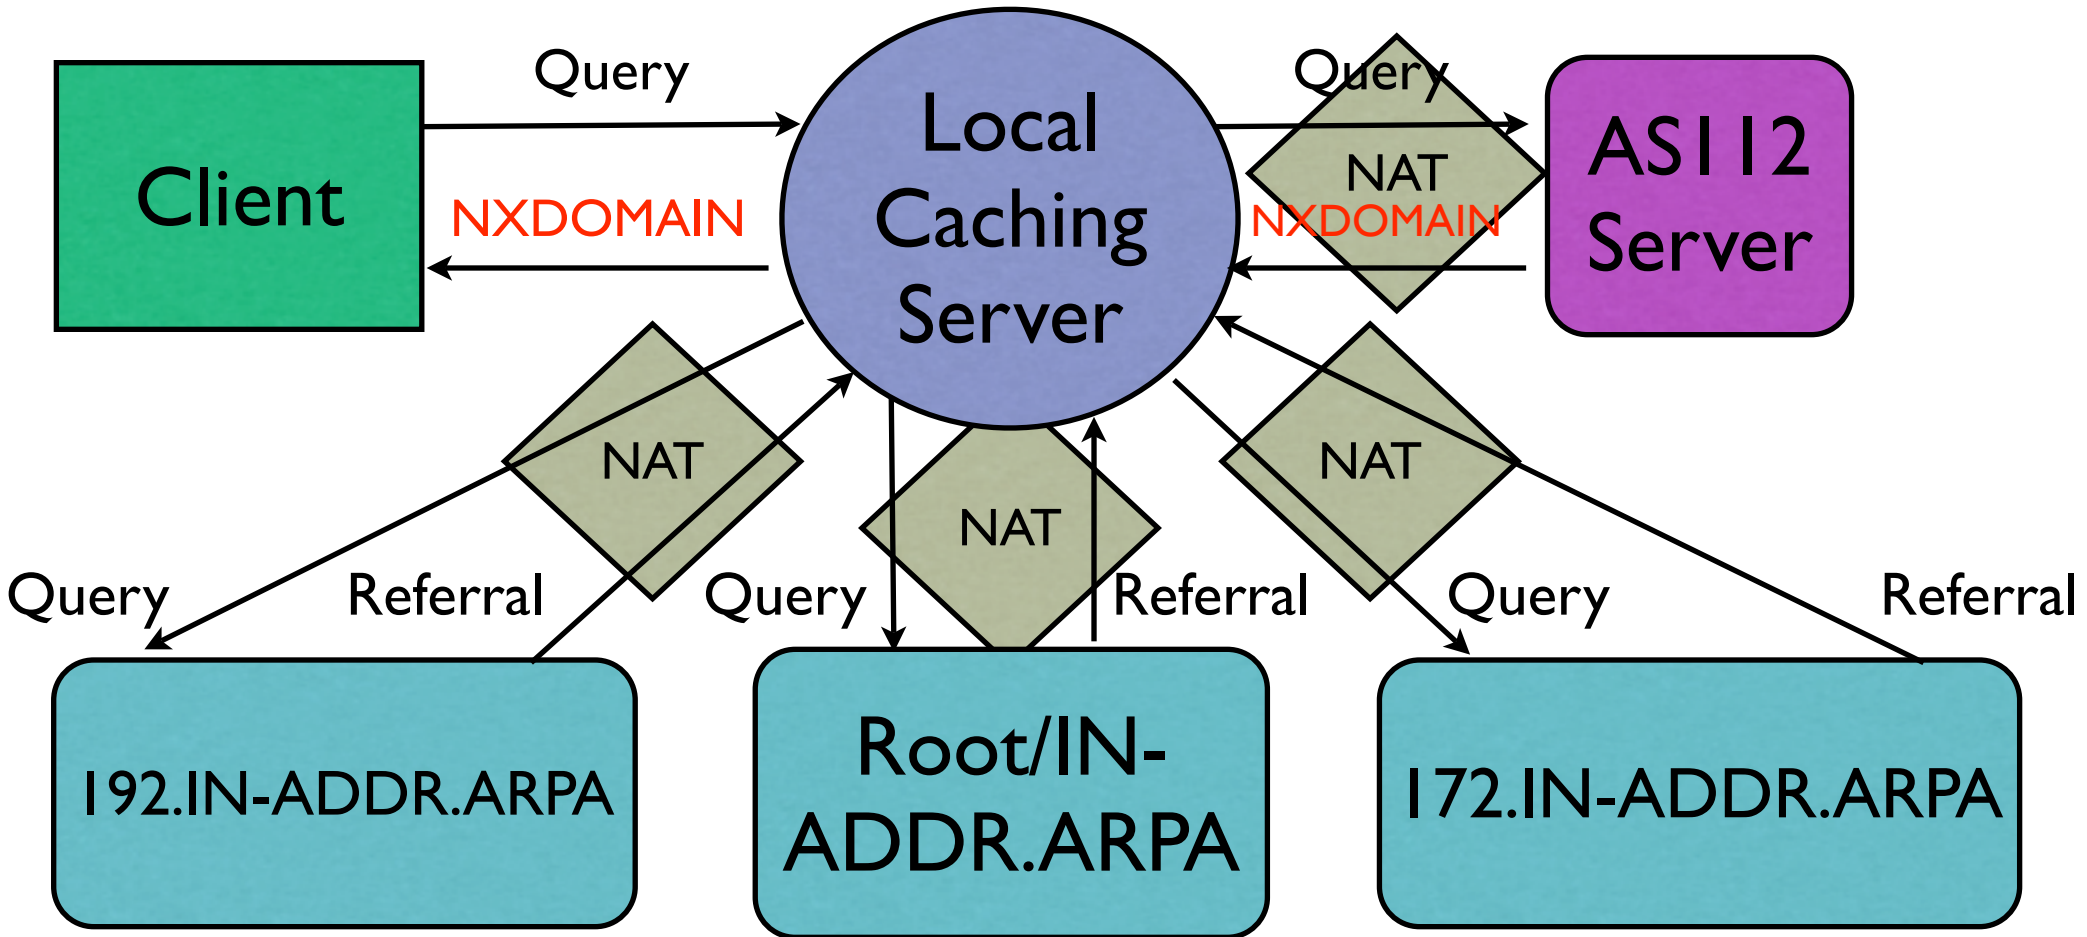 Query
Query
Client
Local
Caching
Server
NAT
AS112
Server
NXDOMAIN
NXDOMAIN
NAT
NAT
NAT
Query
Referral
Query
Referral
Query
Referral
192.IN-ADDR.ARPA
Root/IN-
ADDR.ARPA
172.IN-ADDR.ARPA